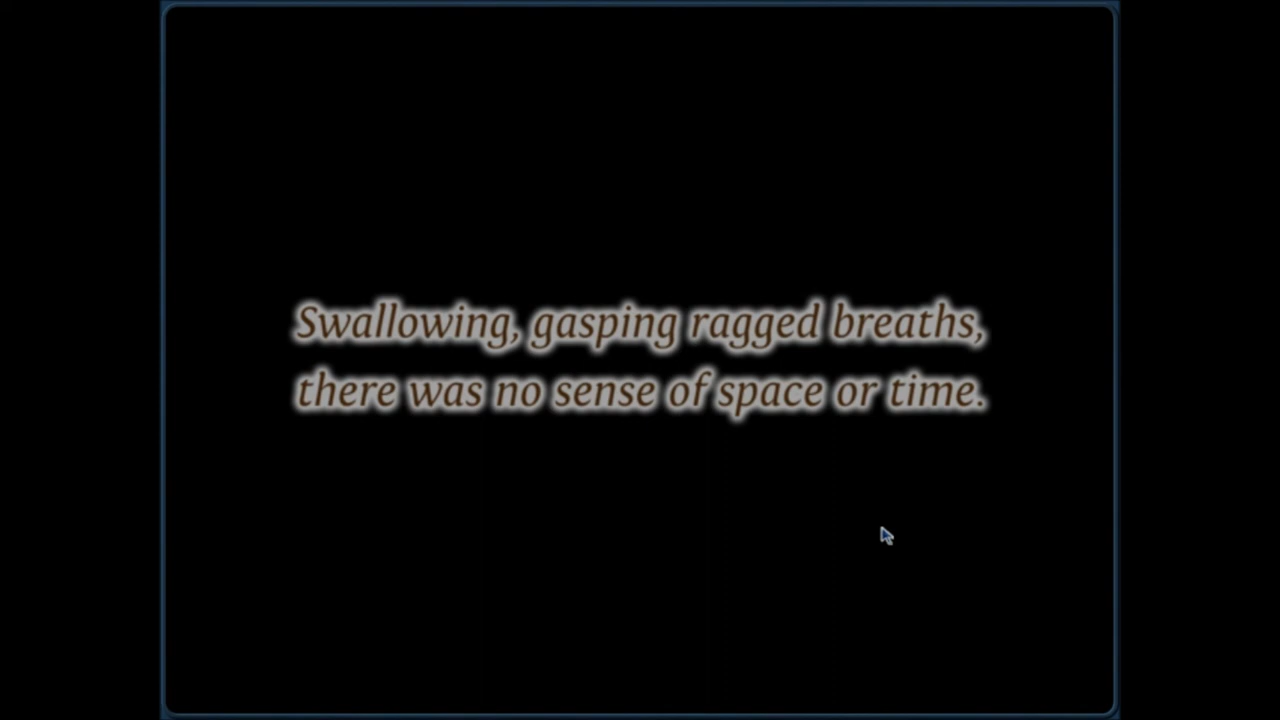 Swallowing, gasping ragged breaths,
there was no sense of space or time.